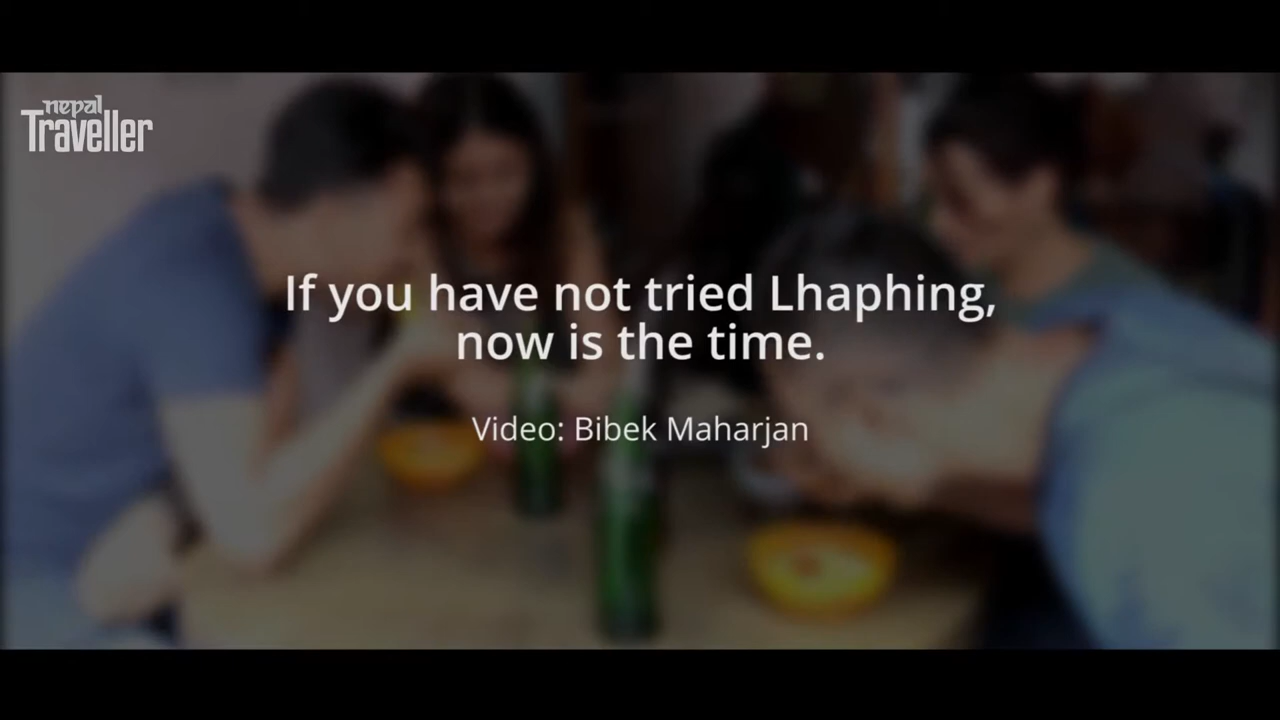 nepal
Traveller
If you have not tried Lhaphing,
now is the time.
Video: Bibek Maharjan